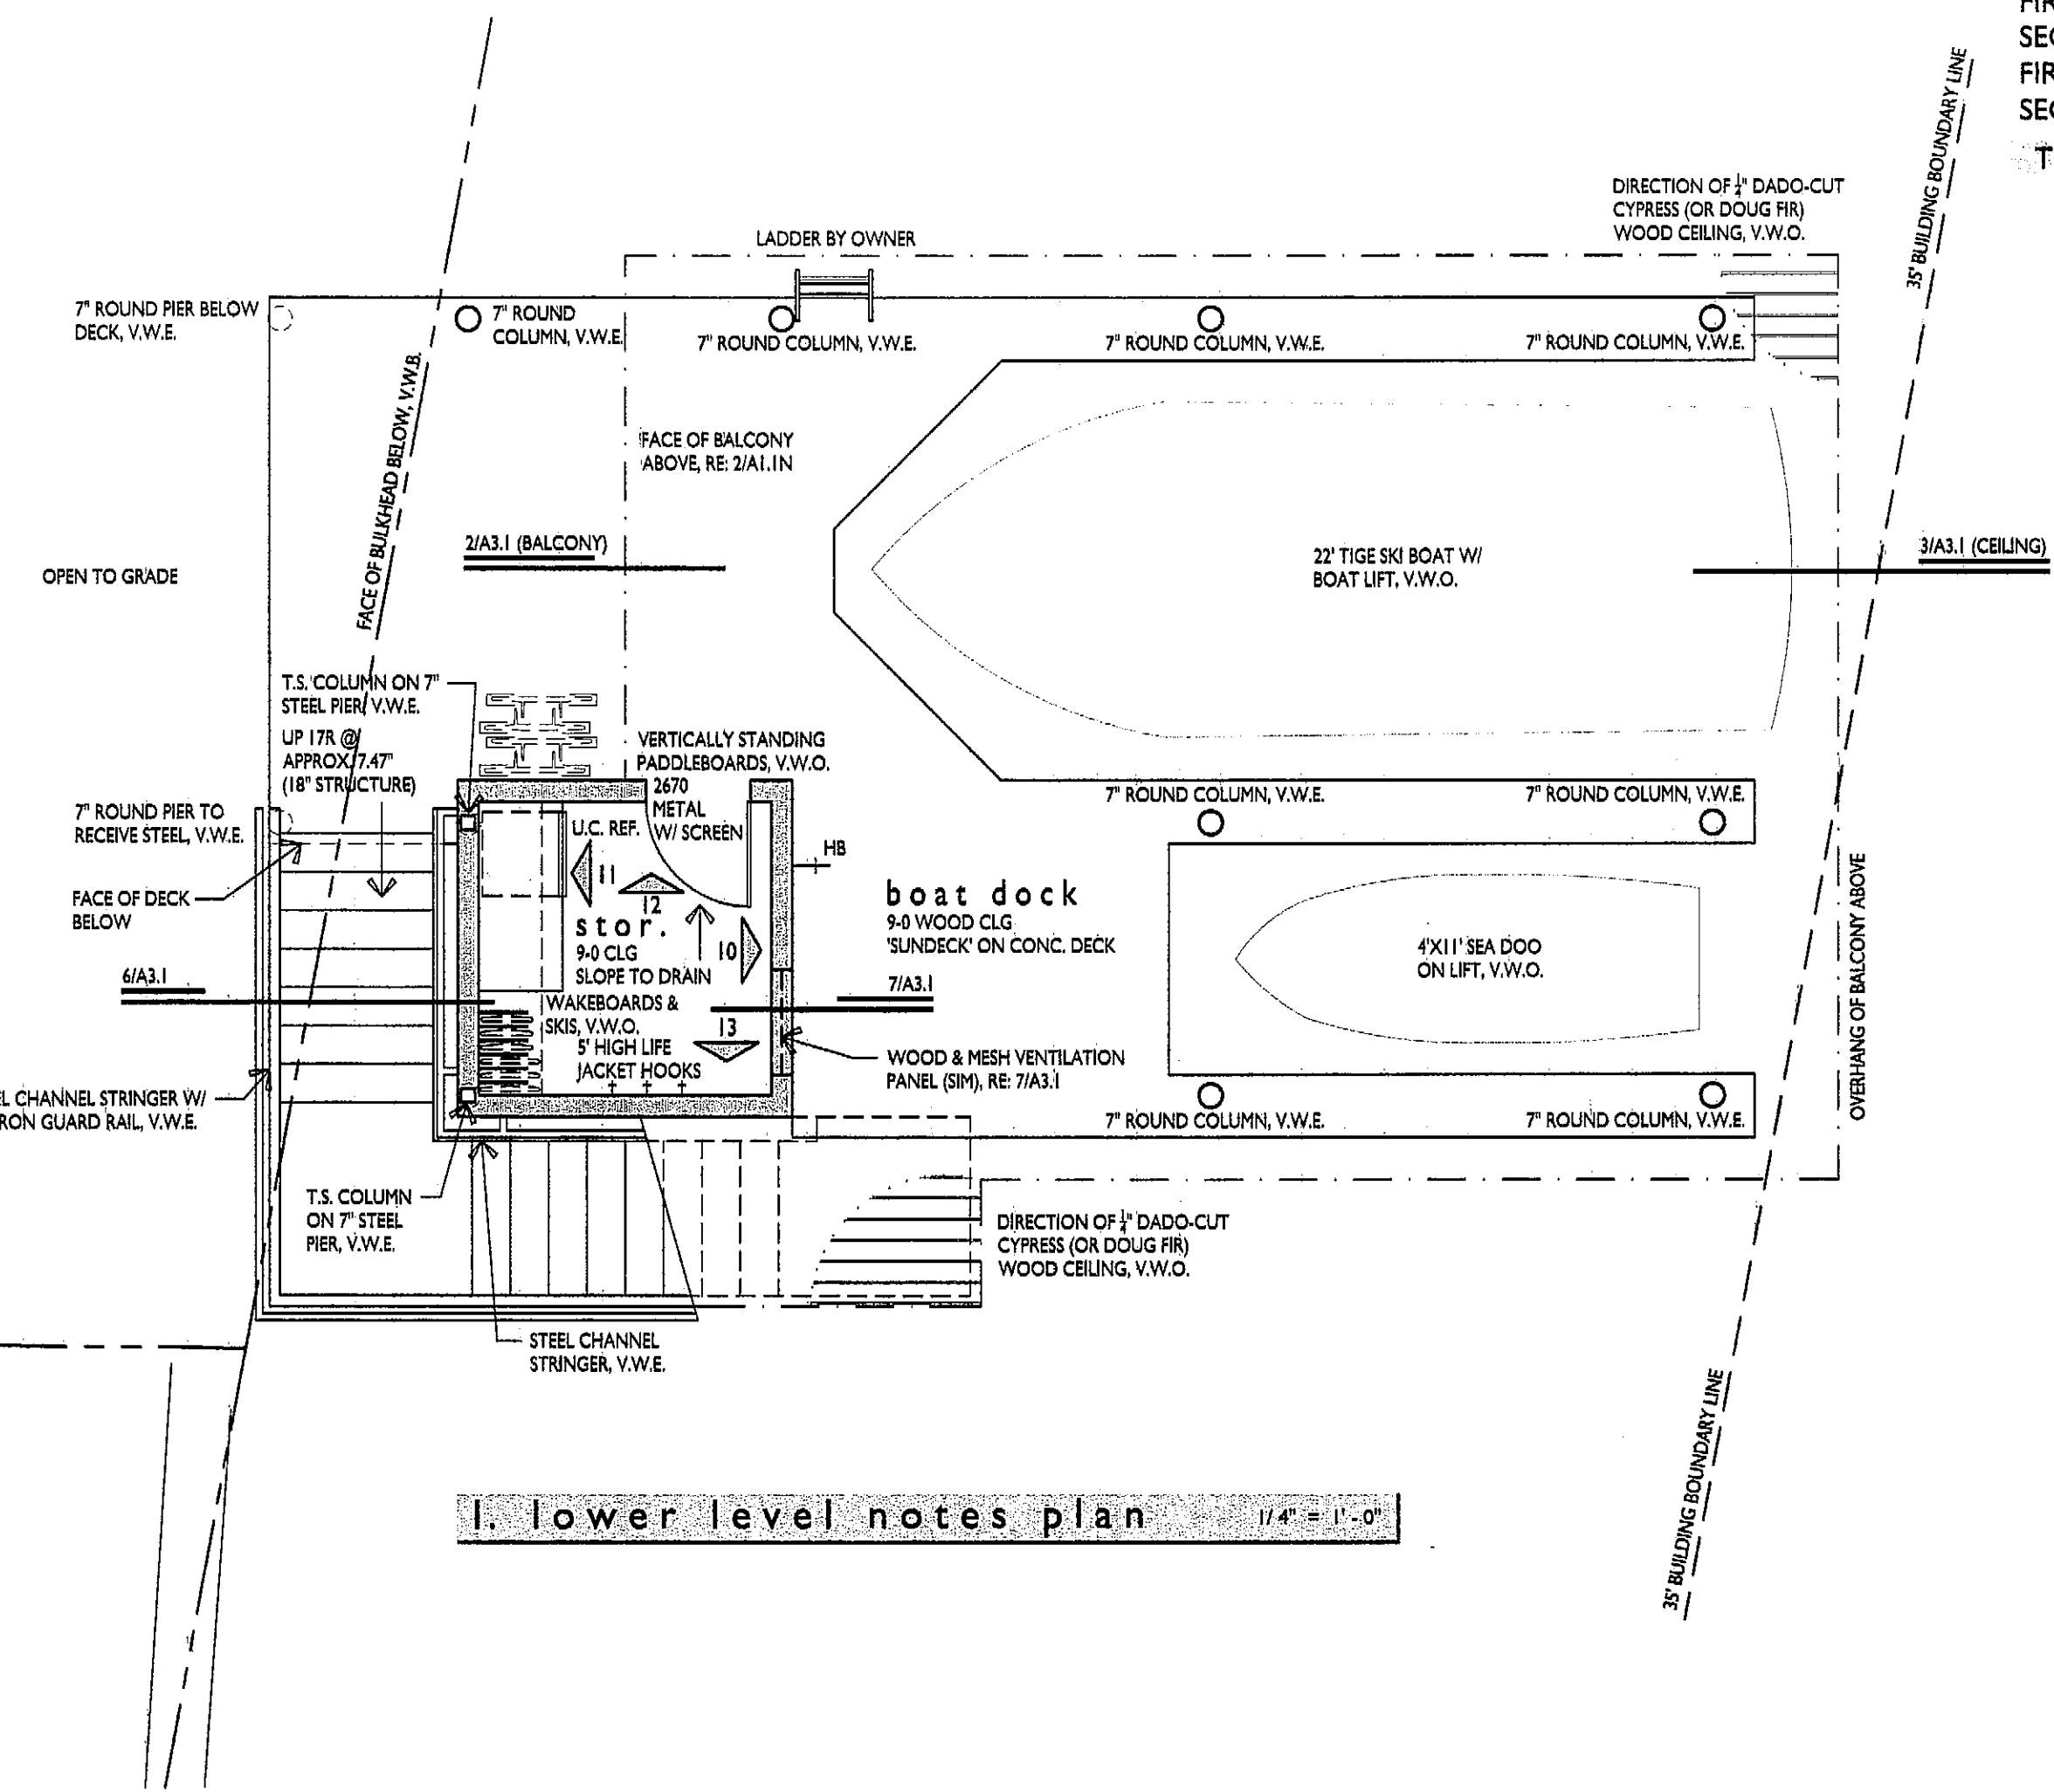 FIR
SEC
FIR
SEC
T
35' BUILDING BOUNDARY LINE
DIRECTION OF 1/4" DADO-CUT
CYPRESS (OR DOUG FIR)
WOOD CEILING, V.W.O.
LADDER BY OWNER
7" ROUND PIER BELOW
DECK, V.W.E.
7" ROUND
COLUMN, V.W.E.
7" ROUND COLUMN, V.W.E.
7" ROUND COLUMN, V.W.E.
7" ROUND COLUMN, V.W.E.
FACE OF BULKHEAD BELOW, V.W.B.
FACE OF BALCONY
ABOVE, RE: 2/A1.1N
2/A3.1 (BALCONY)
3/A3.1 (CEILING)
22' TIGE SKI BOAT W/
BOAT LIFT, V.W.O.
OPEN TO GRADE
T.S. COLUMN ON 7"
STEEL PIER, V.W.E.
UP 17R @
APPROX. 7.47"
(18" STRUCTURE)
VERTICALLY STANDING
PADDLEBOARDS, V.W.O.
2670
METAL
W/ SCREEN
7" ROUND COLUMN, V.W.E.
7" ROUND COLUMN, V.W.E.
7" ROUND PIER TO
RECEIVE STEEL, V.W.E.
U.C. REF.
HB
11
12
FACE OF DECK
BELOW
stor.
9-0 CLG
SLOPE TO DRAIN
10
boat dock
9-0 WOOD CLG
'SUNDECK' ON CONC. DECK
4'X11' SEA DOO
ON LIFT, V.W.O.
OVERHANG OF BALCONY ABOVE
6/A3.1
7/A3.1
WAKEBOARDS &
SKIS, V.W.O.
13
5' HIGH LIFE
JACKET HOOKS
WOOD & MESH VENTILATION
PANEL (SIM), RE: 7/A3.1
EL CHANNEL STRINGER W/
RON GUARD RAIL, V.W.E.
7" ROUND COLUMN, V.W.E.
7" ROUND COLUMN, V.W.E.
T.S. COLUMN
ON 7" STEEL
PIER, V.W.E.
DIRECTION OF 1/4" DADO-CUT
CYPRESS (OR DOUG FIR)
WOOD CEILING, V.W.O.
STEEL CHANNEL
STRINGER, V.W.E.
35' BUILDING BOUNDARY LINE
1. lower level notes plan 1/4" = 1'-0"